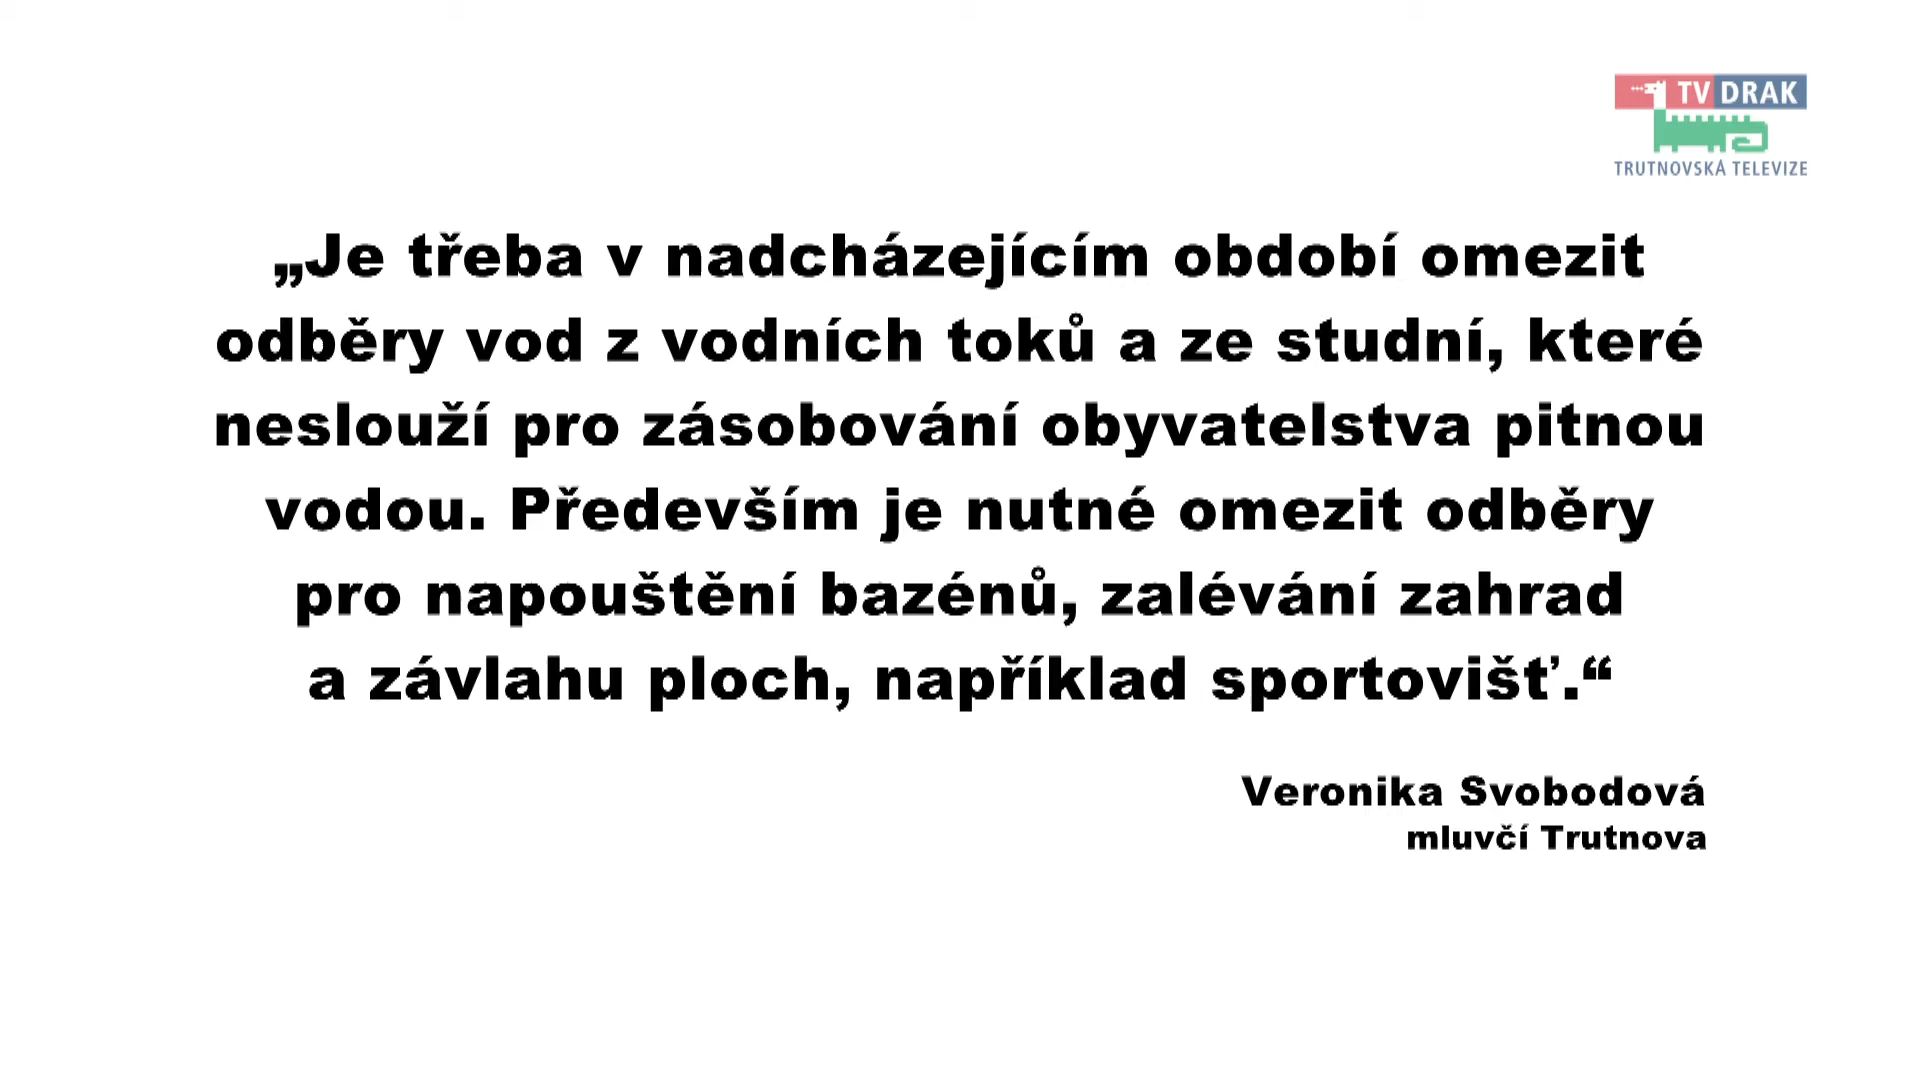 TV DRAK
TRUTNOVSKÁ TELEVIZE
„Je třeba v nadcházejícím období omezit
odběry vod z vodních toků a ze studní, které
neslouží pro zásobování obyvatelstva pitnou
vodou. Především je nutné omezit odběry
pro napouštění bazénů, zalévání zahrad
a závlahu ploch, například sportovišť.“
Veronika Svobodová
mluvčí Trutnova